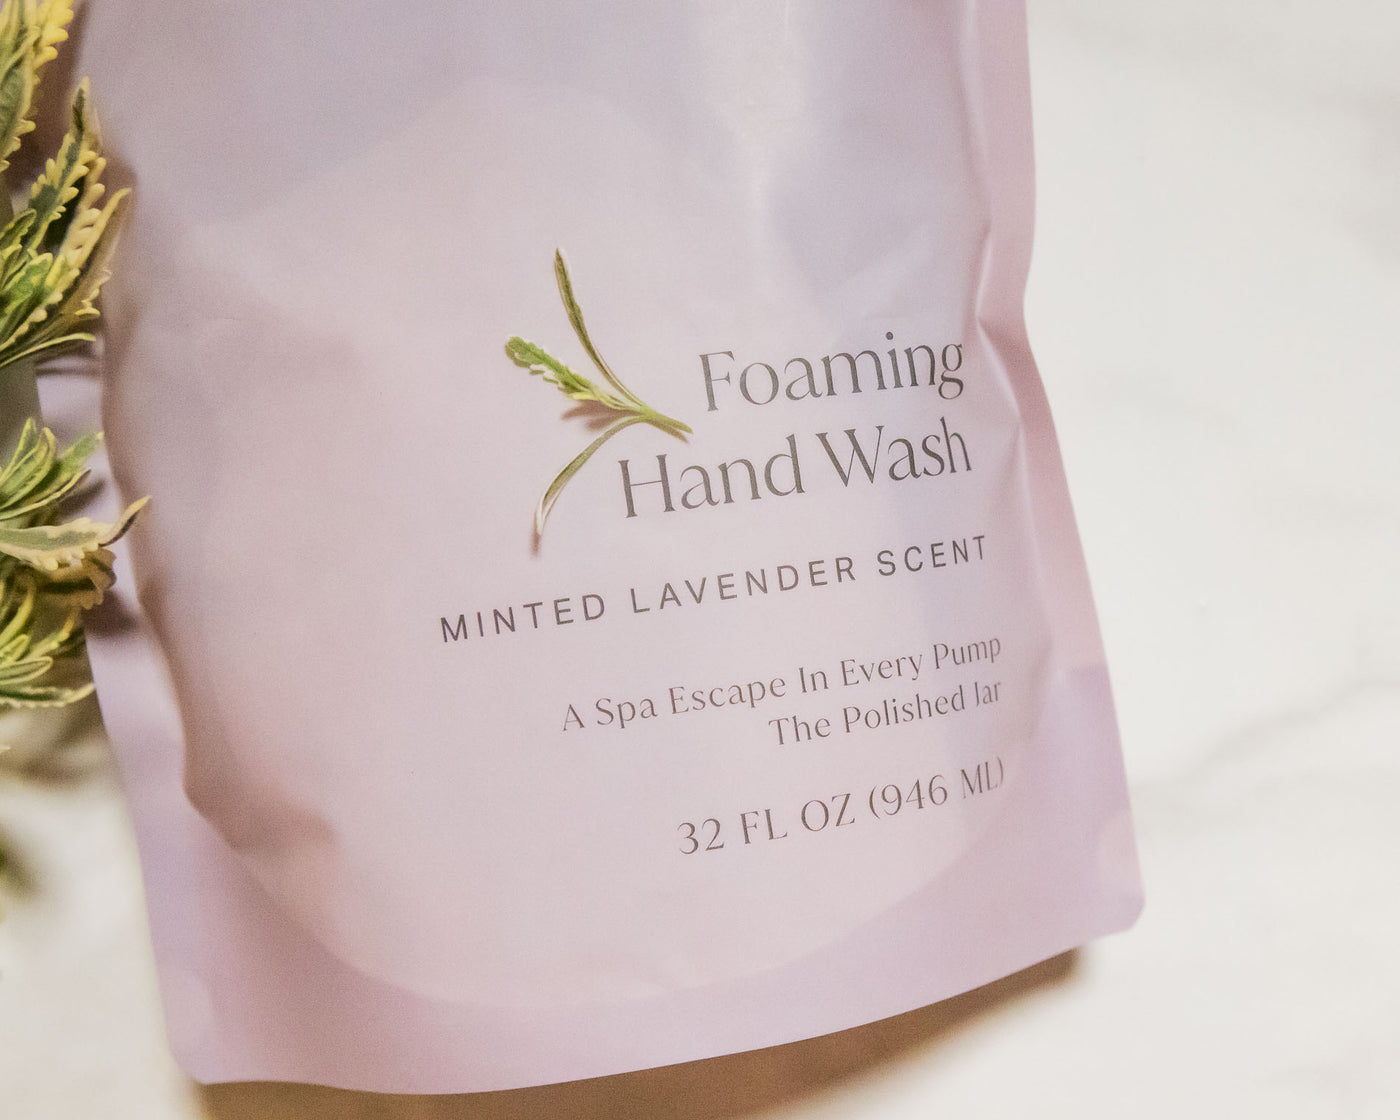 Foaming
Hand Wash
MINTED LAVENDER SCENT
A Spa Escape In Every Pump
The Polished Jar
32 FL OZ (946 ML)